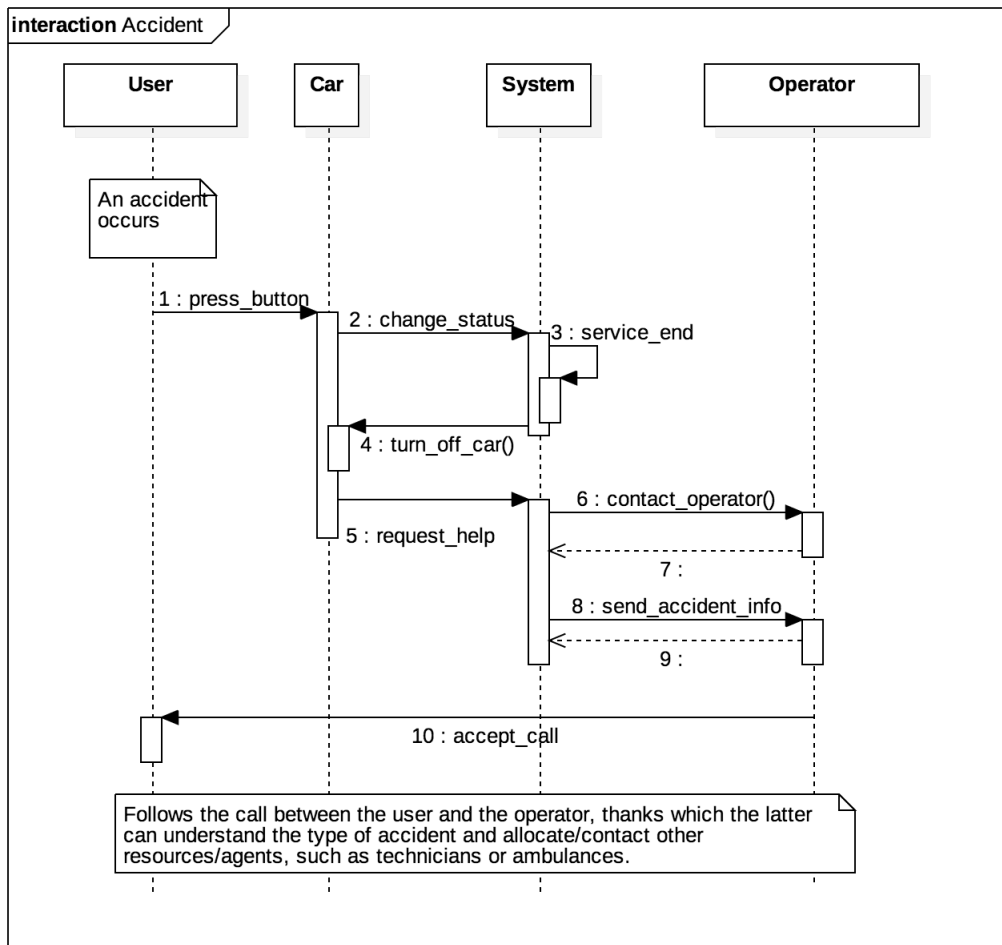 interaction Accident
User
Car
System
Operator
An accident
occurs
1 : press_button
2 : change_status
3 : service_end
4 : turn_off_car()
5 : request_help
6 : contact_operator()
7 :
8 : send_accident_info
9 :
10 : accept_call
Follows the call between the user and the operator, thanks which the latter
can understand the type of accident and allocate/contact other
resources/agents, such as technicians or ambulances.